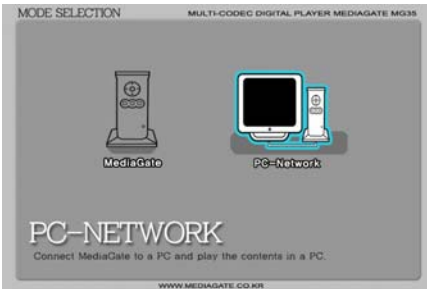 MODE SELECTION
MULTI-CODEC DIGITAL PLAYER MEDIAGATE MG35
MediaGate
PC-Network
PC-NETWORK
Connect MediaGate to a PC and play the contents in a PC.
WWW.MEDIAGATE.CO.KR